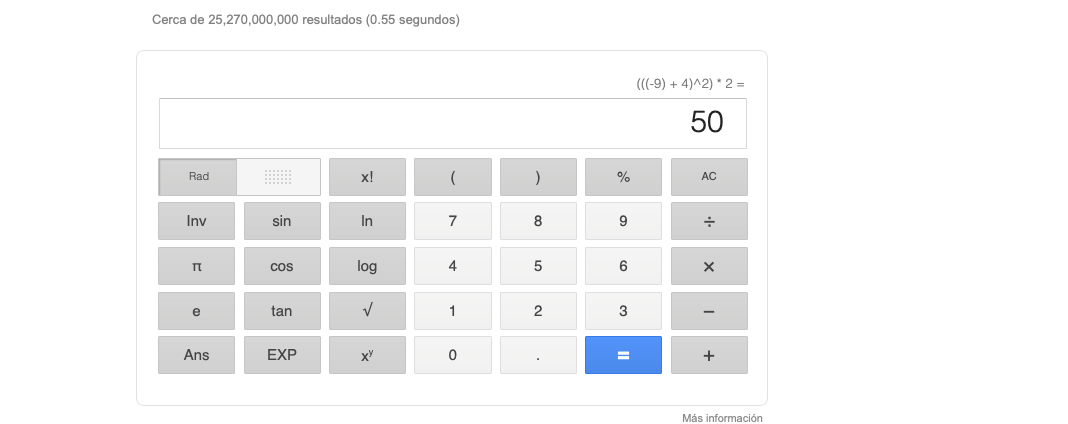 Cerca de 25,270,000,000 resultados (0.55 segundos)
(((-9) + 4)^2) * 2 =
50
Rad x! ( ) % AC
Inv sin ln 7 8 9 ÷
π cos log 4 5 6 ×
e tan √ 1 2 3 −
Ans EXP xʸ 0 . = +
Más información